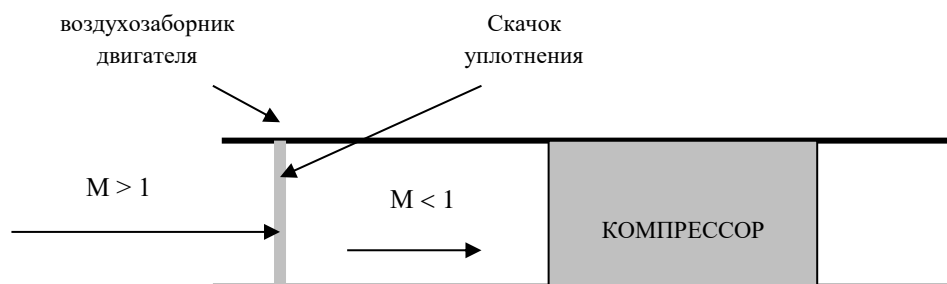 воздухозаборник
двигателя
Скачок
уплотнения
M > 1
M < 1
КОМПРЕССОР